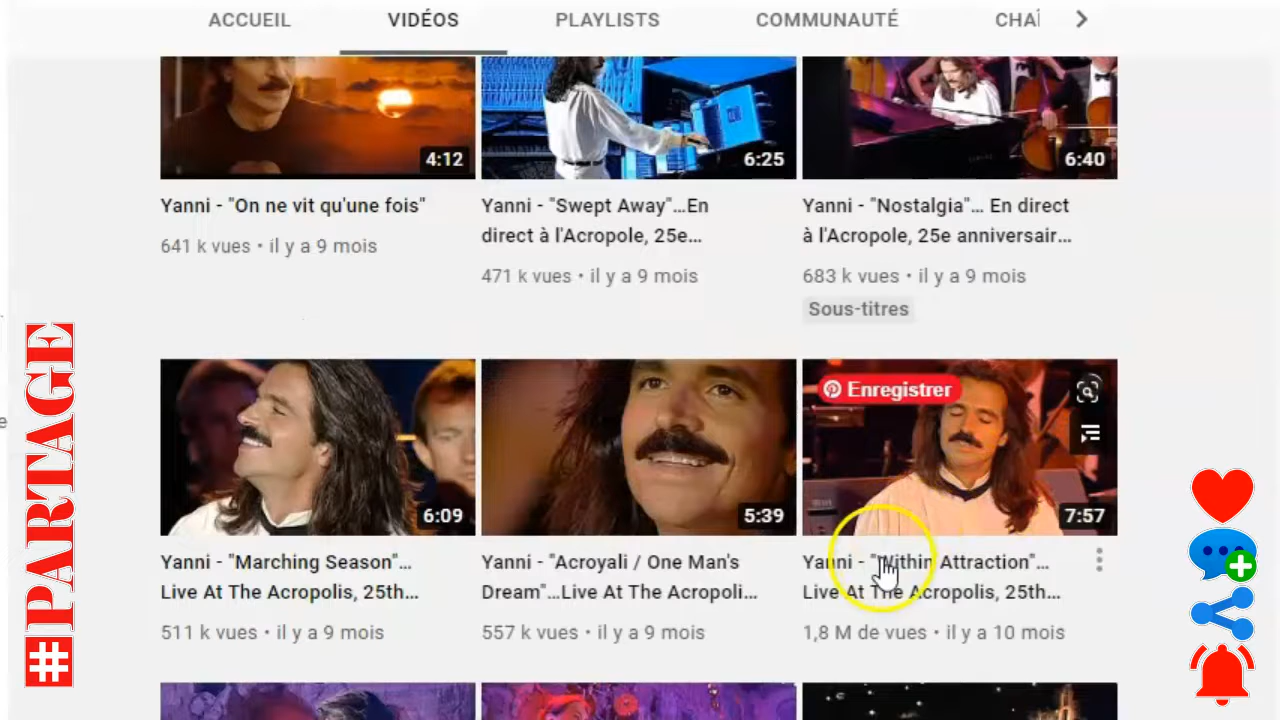 ACCUEIL
VIDÉOS
PLAYLISTS
COMMUNAUTÉ
4:12
6:25
6:40
Yanni - "On ne vit qu'une fois"
641 k vues • il y a 9 mois
Yanni - "Swept Away"…En
direct à l'Acropole, 25e…
471 k vues • il y a 9 mois
Yanni - "Nostalgia"… En direct
à l'Acropole, 25e anniversair…
683 k vues • il y a 9 mois
Sous-titres
#PARTAGE
Enregistrer
6:09
5:39
7:57
Yanni - "Marching Season"…
Live At The Acropolis, 25th…
511 k vues • il y a 9 mois
Yanni - "Acroyali / One Man's
Dream"…Live At The Acropoli…
557 k vues • il y a 9 mois
Yanni - "Within Attraction"…
Live At The Acropolis, 25th…
1,8 M de vues • il y a 10 mois